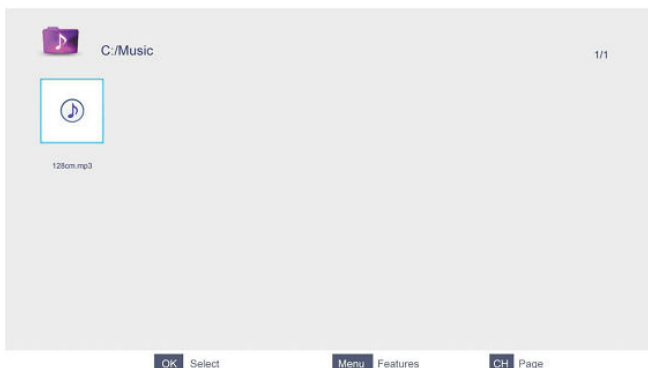 C:/Music
1/1
128cm.mp3
OK Select
Menu Features
CH Page